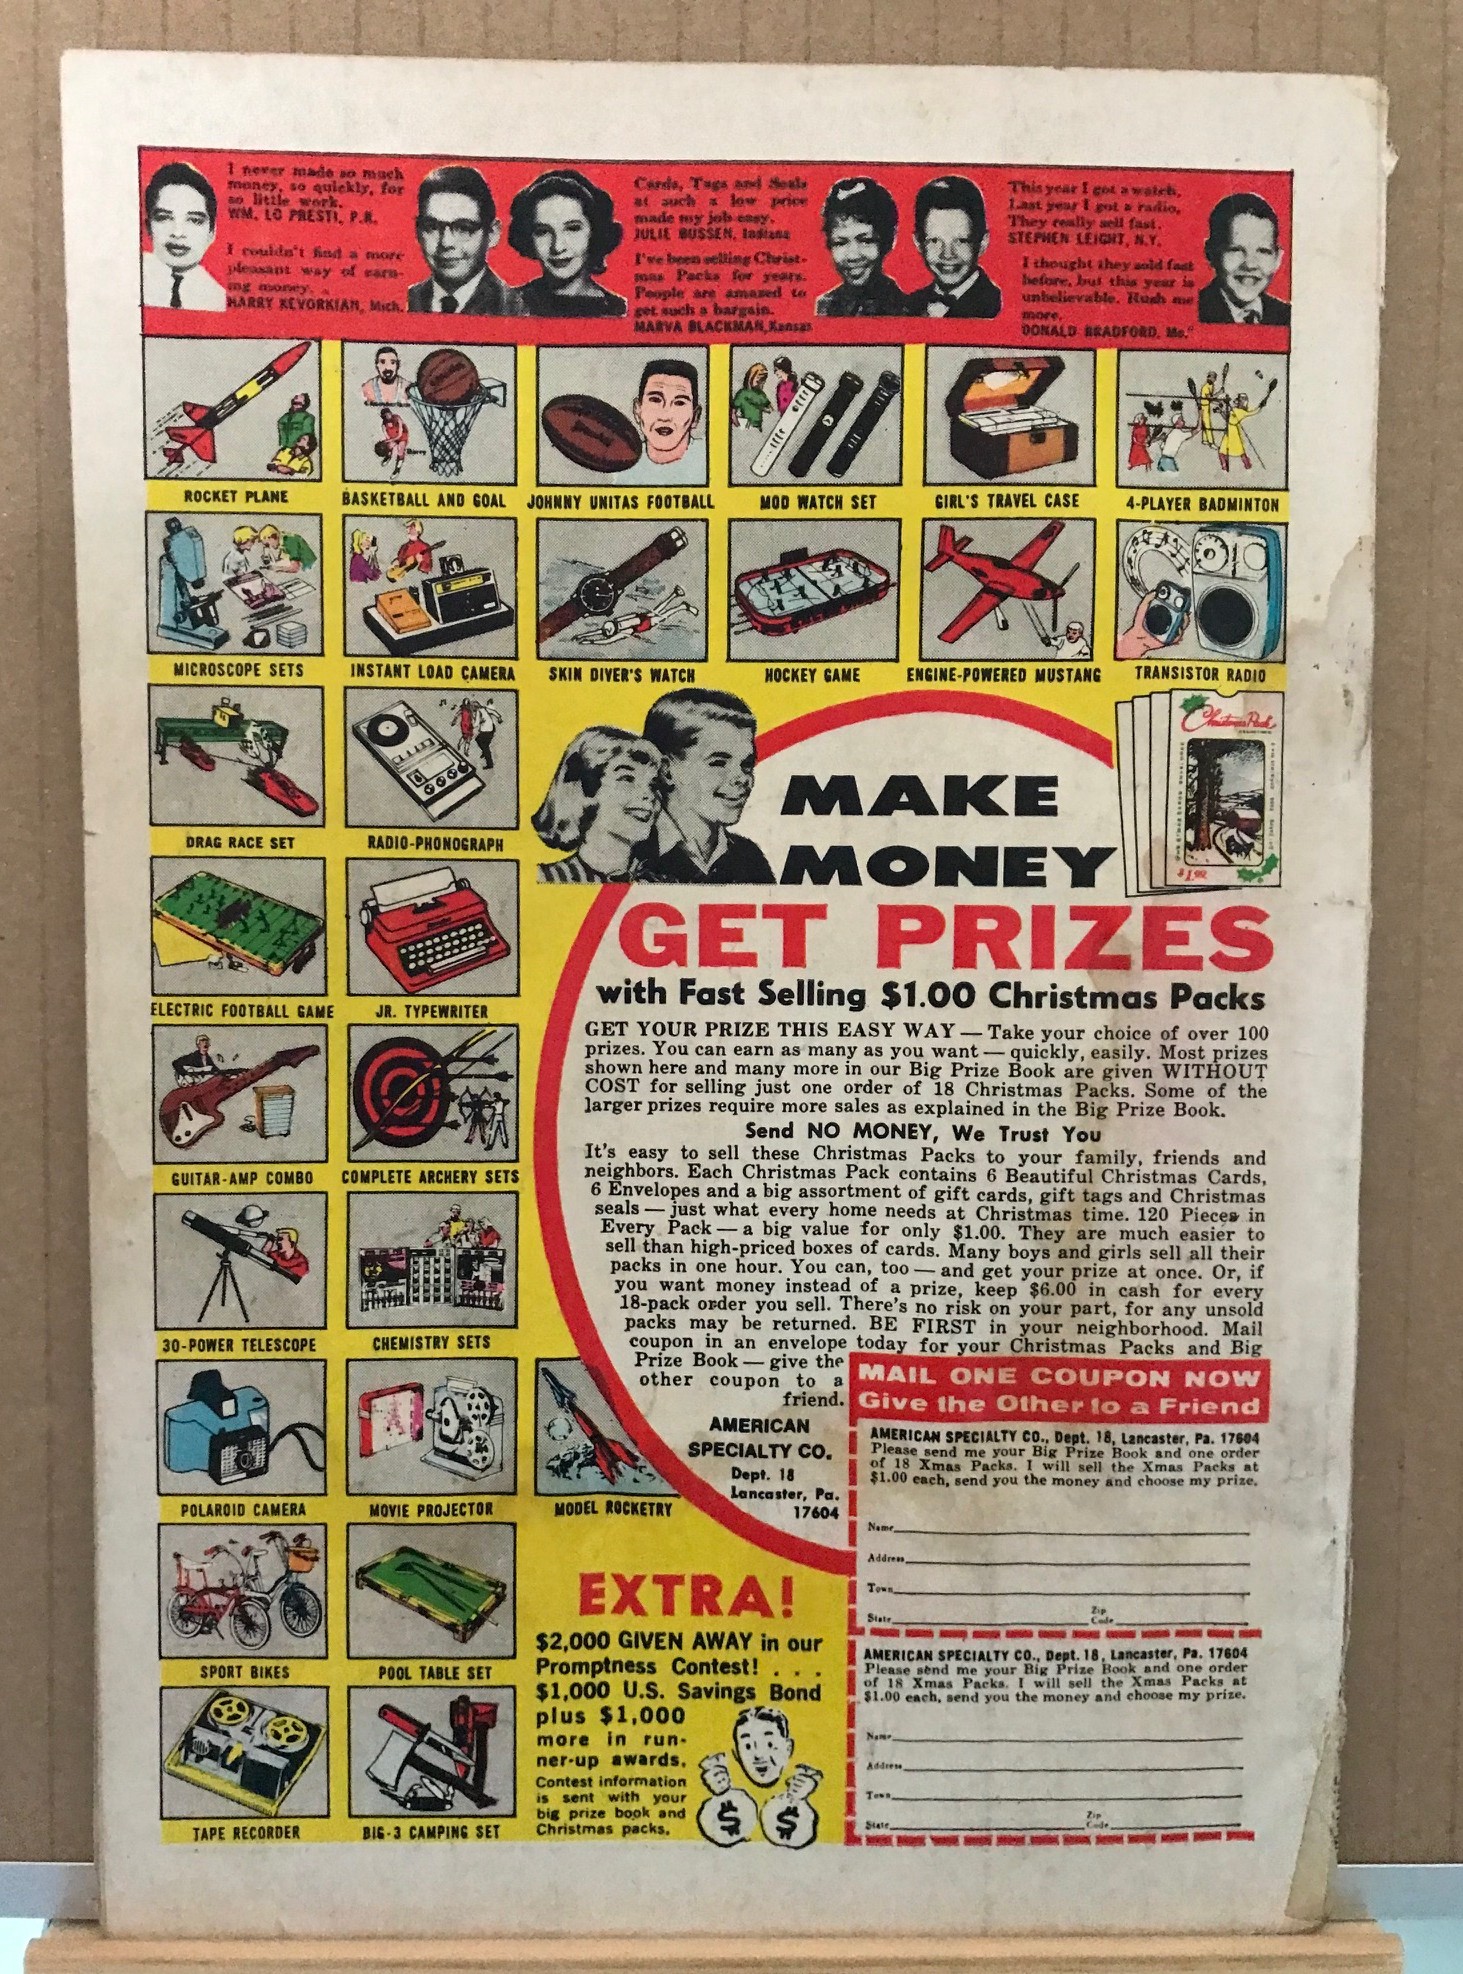 I never made so much
money, so quickly, for
so little work.
WM. LO PRESTI, P.R.
I couldn't find a more
pleasant way of earn-
ing money.
HARRY KEVORKIAN, Mich.
Cards, Tags and Seals
at such a low price
made my job easy.
JULIE BUSSEN, Indiana
I've been selling Christ-
mas Packs for years.
People are amazed to
get such a bargain.
MARVA BLACKMAN, Kansas
This year I got a watch,
Last year I got a radio,
They really sell fast.
STEPHEN LEIGHT, N.Y.
I thought they sold fast
before, but this year is
unbelievable. Rush me
more.
DONALD BRADFORD, Mo."
Barry
ROCKET PLANE
BASKETBALL AND GOAL
JOHNNY UNITAS FOOTBALL
MOD WATCH SET
GIRL'S TRAVEL CASE
4-PLAYER BADMINTON
MICROSCOPE SETS
INSTANT LOAD CAMERA
SKIN DIVER'S WATCH
HOCKEY GAME
ENGINE-POWERED MUSTANG
TRANSISTOR RADIO
DRAG RACE SET
RADIO-PHONOGRAPH
ELECTRIC FOOTBALL GAME
JR. TYPEWRITER
GUITAR-AMP COMBO
COMPLETE ARCHERY SETS
30-POWER TELESCOPE
CHEMISTRY SETS
POLAROID CAMERA
MOVIE PROJECTOR
MODEL ROCKETRY
SPORT BIKES
POOL TABLE SET
TAPE RECORDER
BIG-3 CAMPING SET
Christmas Pack
$1.00
MAKE
MONEY
GET PRIZES
with Fast Selling $1.00 Christmas Packs
GET YOUR PRIZE THIS EASY WAY — Take your choice of over 100
prizes. You can earn as many as you want — quickly, easily. Most prizes
shown here and many more in our Big Prize Book are given WITHOUT
COST for selling just one order of 18 Christmas Packs. Some of the
larger prizes require more sales as explained in the Big Prize Book.
Send NO MONEY, We Trust You
It's easy to sell these Christmas Packs to your family, friends and
neighbors. Each Christmas Pack contains 6 Beautiful Christmas Cards,
6 Envelopes and a big assortment of gift cards, gift tags and Christmas
seals — just what every home needs at Christmas time. 120 Pieces in
Every Pack — a big value for only $1.00. They are much easier to
sell than high-priced boxes of cards. Many boys and girls sell all their
packs in one hour. You can, too — and get your prize at once. Or, if
you want money instead of a prize, keep $6.00 in cash for every
18-pack order you sell. There's no risk on your part, for any unsold
packs may be returned. BE FIRST in your neighborhood. Mail
coupon in an envelope today for your Christmas Packs and Big
Prize Book — give the
other coupon to a
friend.
AMERICAN
SPECIALTY CO.
Dept. 18
Lancaster, Pa.
17604
MAIL ONE COUPON NOW
Give the Other to a Friend
AMERICAN SPECIALTY CO., Dept. 18, Lancaster, Pa. 17604
Please send me your Big Prize Book and one order
of 18 Xmas Packs. I will sell the Xmas Packs at
$1.00 each, send you the money and choose my prize.
Name
Address
Town
State Zip Code
AMERICAN SPECIALTY CO., Dept. 18, Lancaster, Pa. 17604
Please send me your Big Prize Book and one order
of 18 Xmas Packs. I will sell the Xmas Packs at
$1.00 each, send you the money and choose my prize.
Name
Address
Town
State Zip Code
EXTRA!
$2,000 GIVEN AWAY in our
Promptness Contest! . . .
$1,000 U.S. Savings Bond
plus $1,000
more in run-
ner-up awards.
Contest information
is sent with your
big prize book and
Christmas packs.
$ $